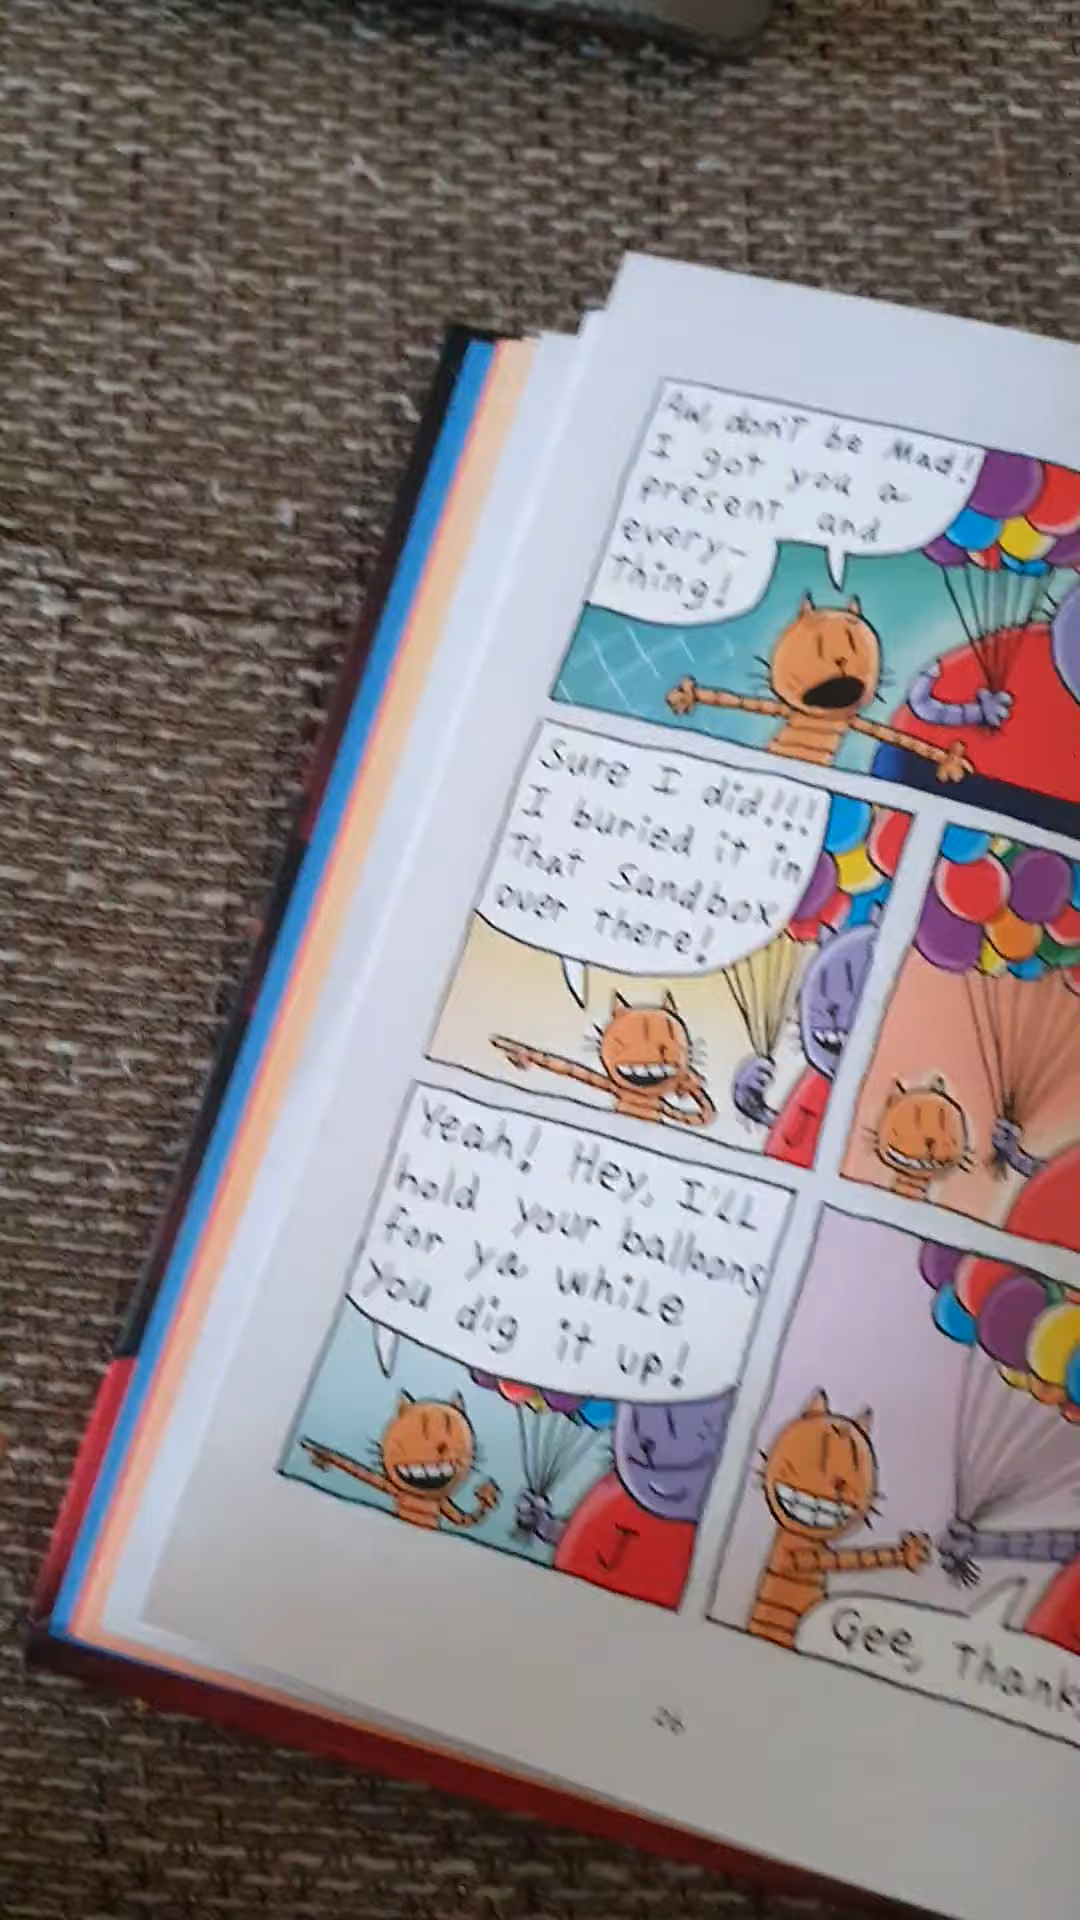 Aw, don't be Mad!
I got you a
present and
every-
Thing!
Sure I did!!!
I buried it in
That Sandbox
over there!
J
Yeah! Hey, I'll
hold your balloons
for ya while
you dig it up!
J
Gee, Thank
26